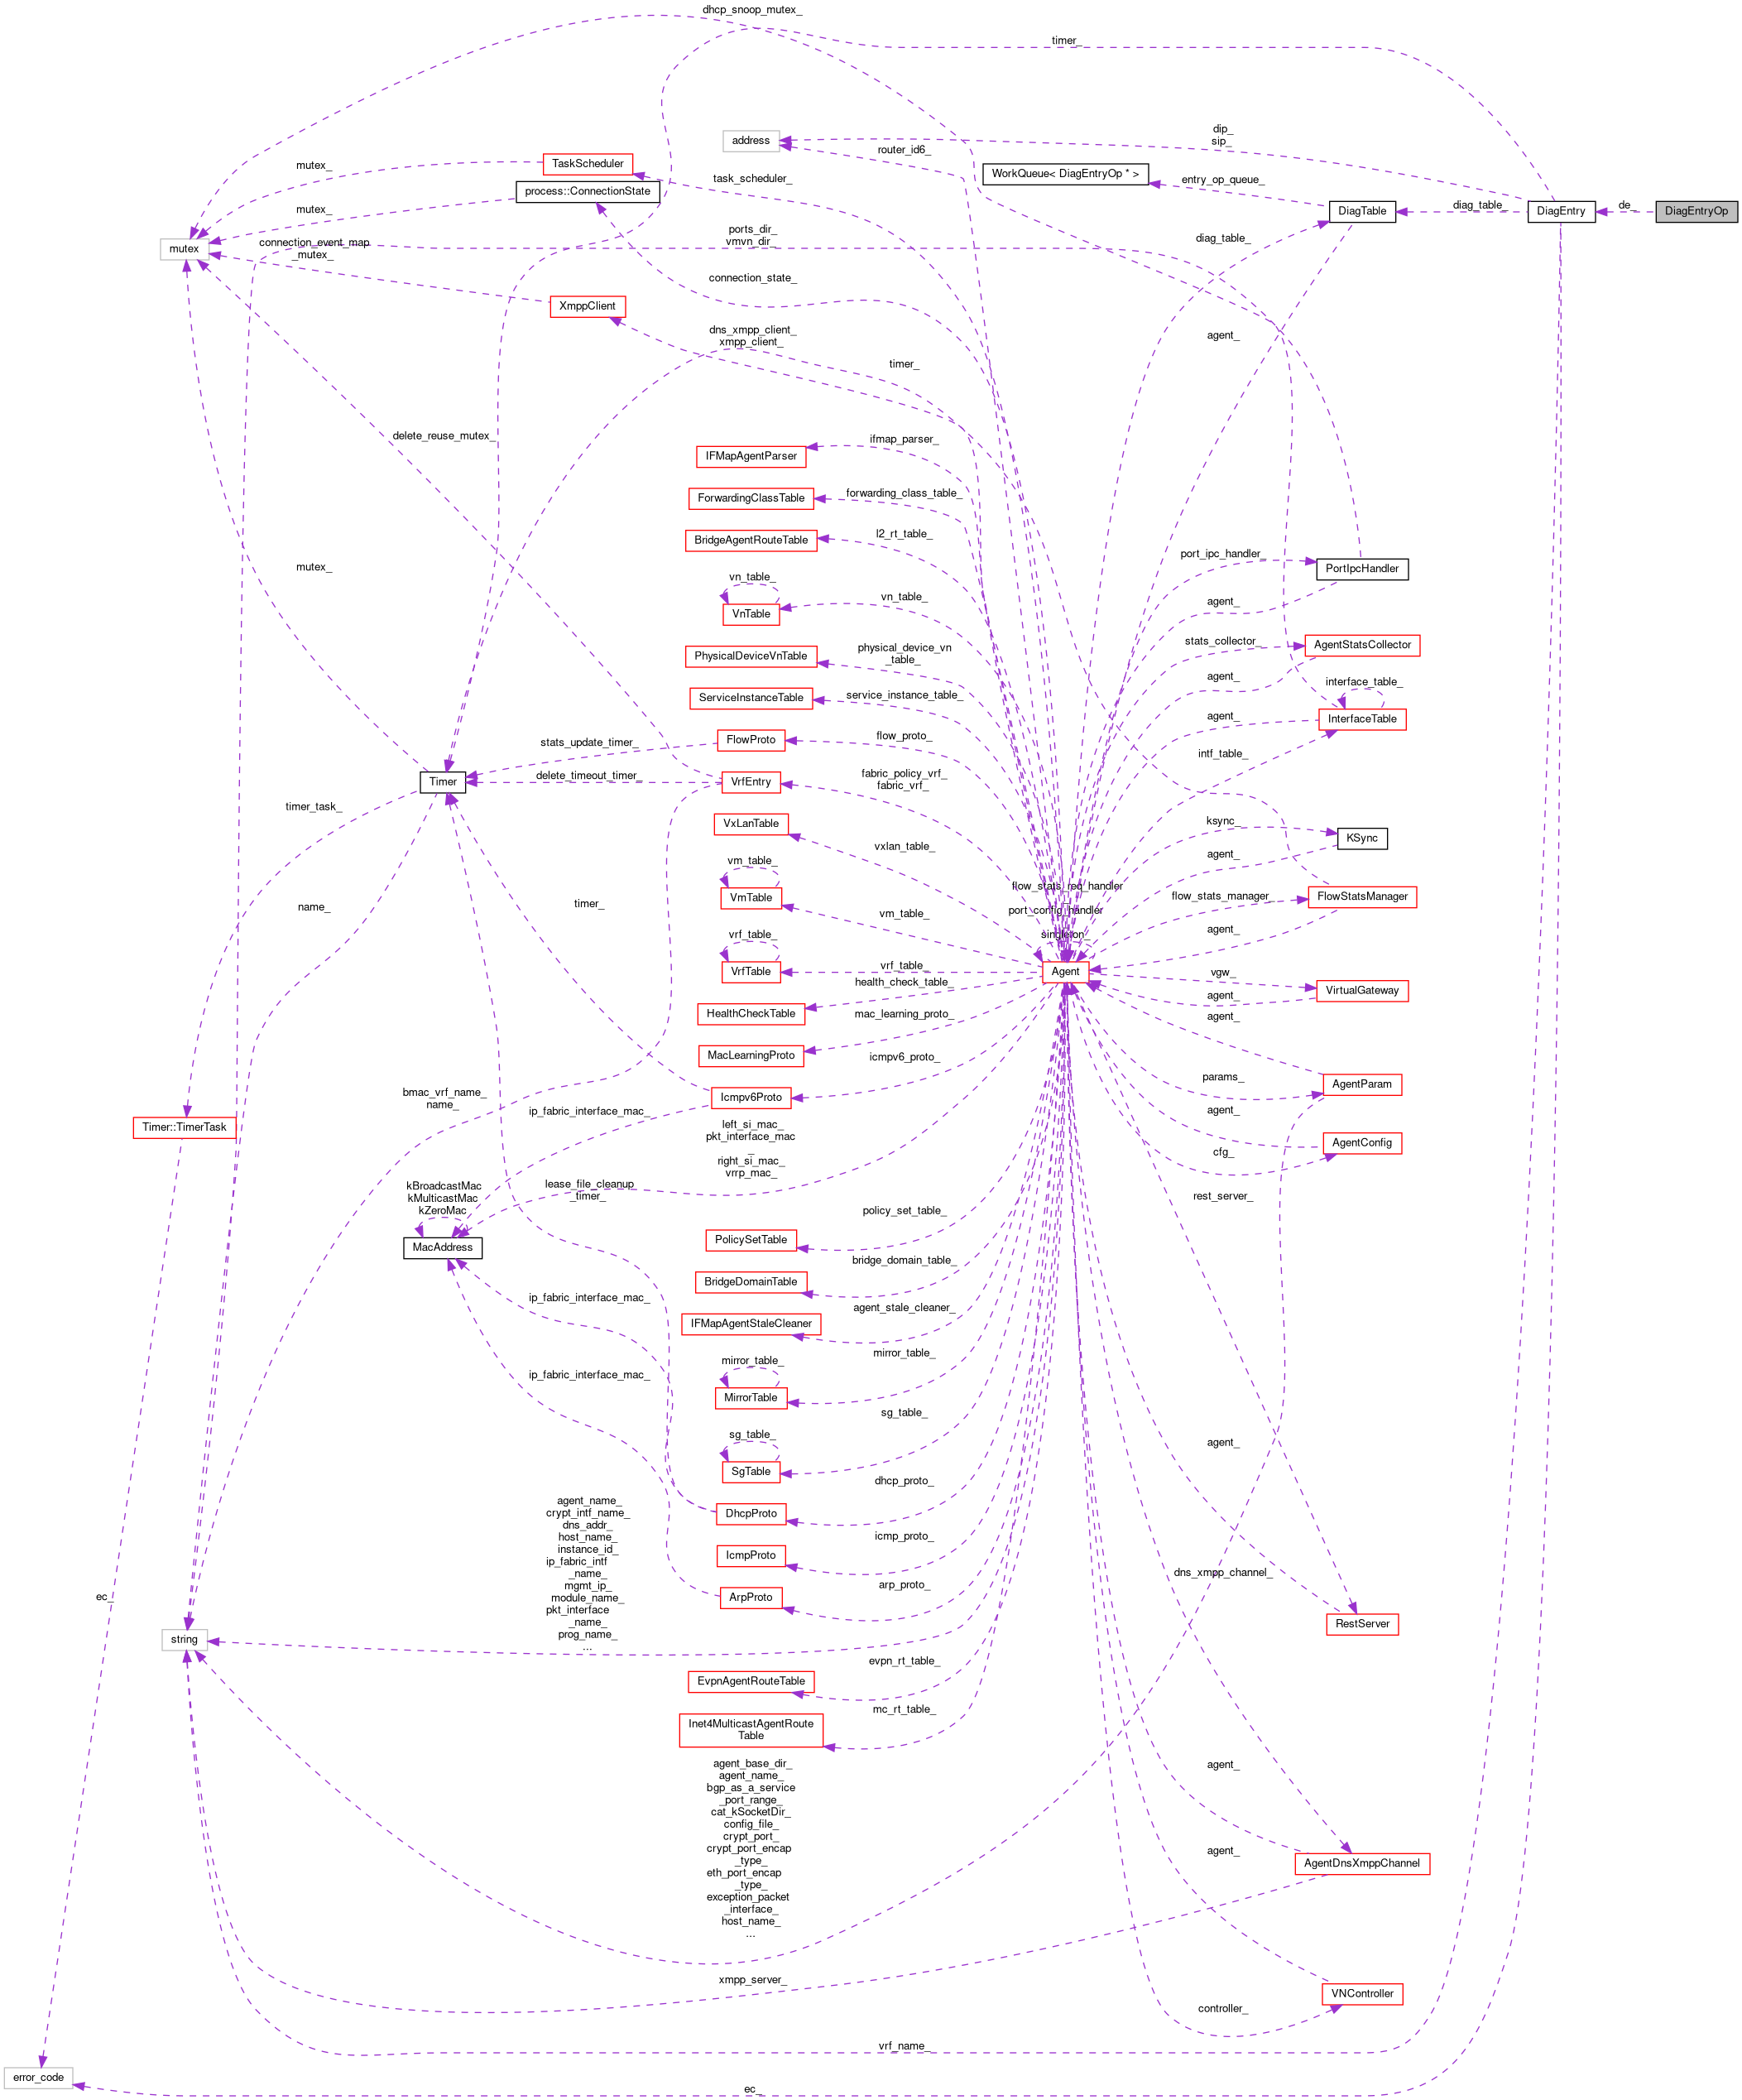 dhcp_snoop_mutex_
timer_
dip_
sip_
address
router_id6_
TaskScheduler
mutex_
task_scheduler_
WorkQueue< DiagEntryOp * >
entry_op_queue_
process::ConnectionState
mutex_
DiagTable
diag_table_
DiagEntry
de_
DiagEntryOp
mutex
connection_event_map
_mutex_
ports_dir_
vmvn_dir_
diag_table_
connection_state_
XmppClient
dns_xmpp_client_
xmpp_client_
agent_
timer_
delete_reuse_mutex_
ifmap_parser_
IFMapAgentParser
forwarding_class_table_
ForwardingClassTable
l2_rt_table_
BridgeAgentRouteTable
port_ipc_handler_
PortIpcHandler
mutex_
vn_table_
VnTable
vn_table_
agent_
physical_device_vn
_table_
PhysicalDeviceVnTable
stats_collector_
AgentStatsCollector
agent_
interface_table_
service_instance_table_
ServiceInstanceTable
agent_
InterfaceTable
flow_proto_
FlowProto
stats_update_timer_
intf_table_
Timer
delete_timeout_timer_
VrfEntry
fabric_policy_vrf_
fabric_vrf_
timer_task_
VxLanTable
vxlan_table_
ksync_
KSync
agent_
vm_table_
VmTable
vm_table_
flow_stats_req_handler
_
port_config_handler
_
singleton_
flow_stats_manager_
FlowStatsManager
name_
timer_
agent_
vrf_table_
VrfTable
vrf_table_
Agent
vgw_
VirtualGateway
agent_
health_check_table_
HealthCheckTable
mac_learning_proto_
MacLearningProto
agent_
icmpv6_proto_
Icmpv6Proto
params_
AgentParam
bmac_vrf_name_
name_
Timer::TimerTask
ip_fabric_interface_mac_
left_si_mac_
pkt_interface_mac
_
right_si_mac_
vrrp_mac_
agent_
AgentConfig
cfg_
kBroadcastMac
kMulticastMac
kZeroMac
lease_file_cleanup
_timer_
rest_server_
policy_set_table_
PolicySetTable
MacAddress
bridge_domain_table_
BridgeDomainTable
ip_fabric_interface_mac_
agent_stale_cleaner_
IFMapAgentStaleCleaner
mirror_table_
mirror_table_
MirrorTable
ip_fabric_interface_mac_
sg_table_
sg_table_
SgTable
agent_
dhcp_proto_
DhcpProto
agent_name_
crypt_intf_name_
dns_addr_
host_name_
instance_id_
ip_fabric_intf
_name_
mgmt_ip_
module_name_
pkt_interface
_name_
prog_name_
...
icmp_proto_
IcmpProto
dns_xmpp_channel_
arp_proto_
ArpProto
ec_
RestServer
string
evpn_rt_table_
EvpnAgentRouteTable
mc_rt_table_
Inet4MulticastAgentRoute
Table
agent_base_dir_
agent_name_
bgp_as_a_service
_port_range_
cat_kSocketDir_
config_file_
crypt_port_
crypt_port_encap
_type_
eth_port_encap
_type_
exception_packet
_interface_
host_name_
...
agent_
AgentDnsXmppChannel
agent_
xmpp_server_
VNController
controller_
vrf_name_
error_code
ec_